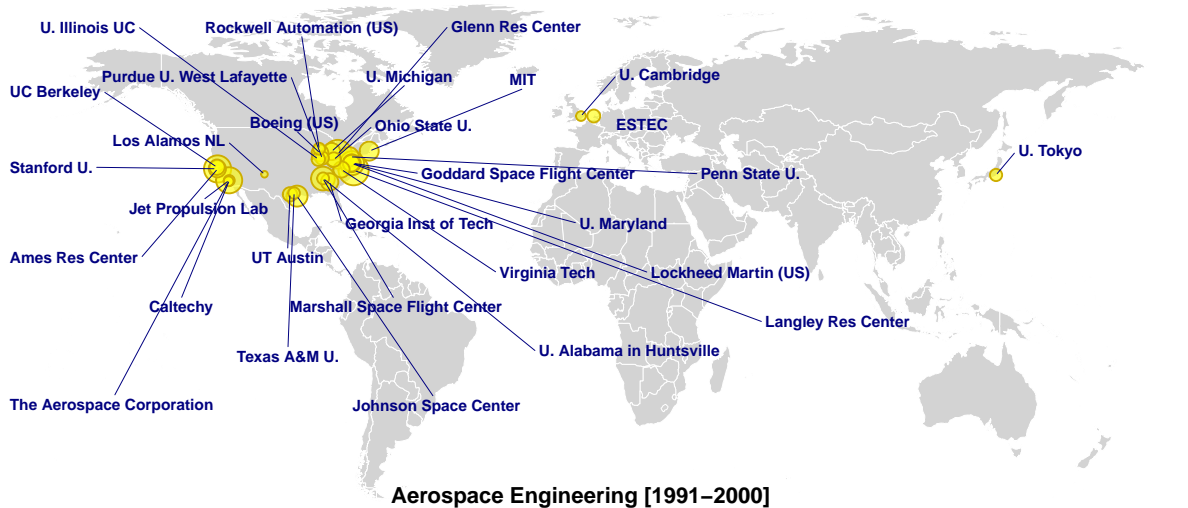 U. Illinois UC
Rockwell Automation (US)
Glenn Res Center
Purdue U. West Lafayette
U. Michigan
MIT
U. Cambridge
UC Berkeley
Boeing (US)
Ohio State U.
ESTEC
Los Alamos NL
U. Tokyo
Stanford U.
Goddard Space Flight Center
Penn State U.
Jet Propulsion Lab
Georgia Inst of Tech
U. Maryland
Ames Res Center
UT Austin
Virginia Tech
Lockheed Martin (US)
Caltechy
Marshall Space Flight Center
Langley Res Center
Texas A&M U.
U. Alabama in Huntsville
The Aerospace Corporation
Johnson Space Center
Aerospace Engineering [1991−2000]